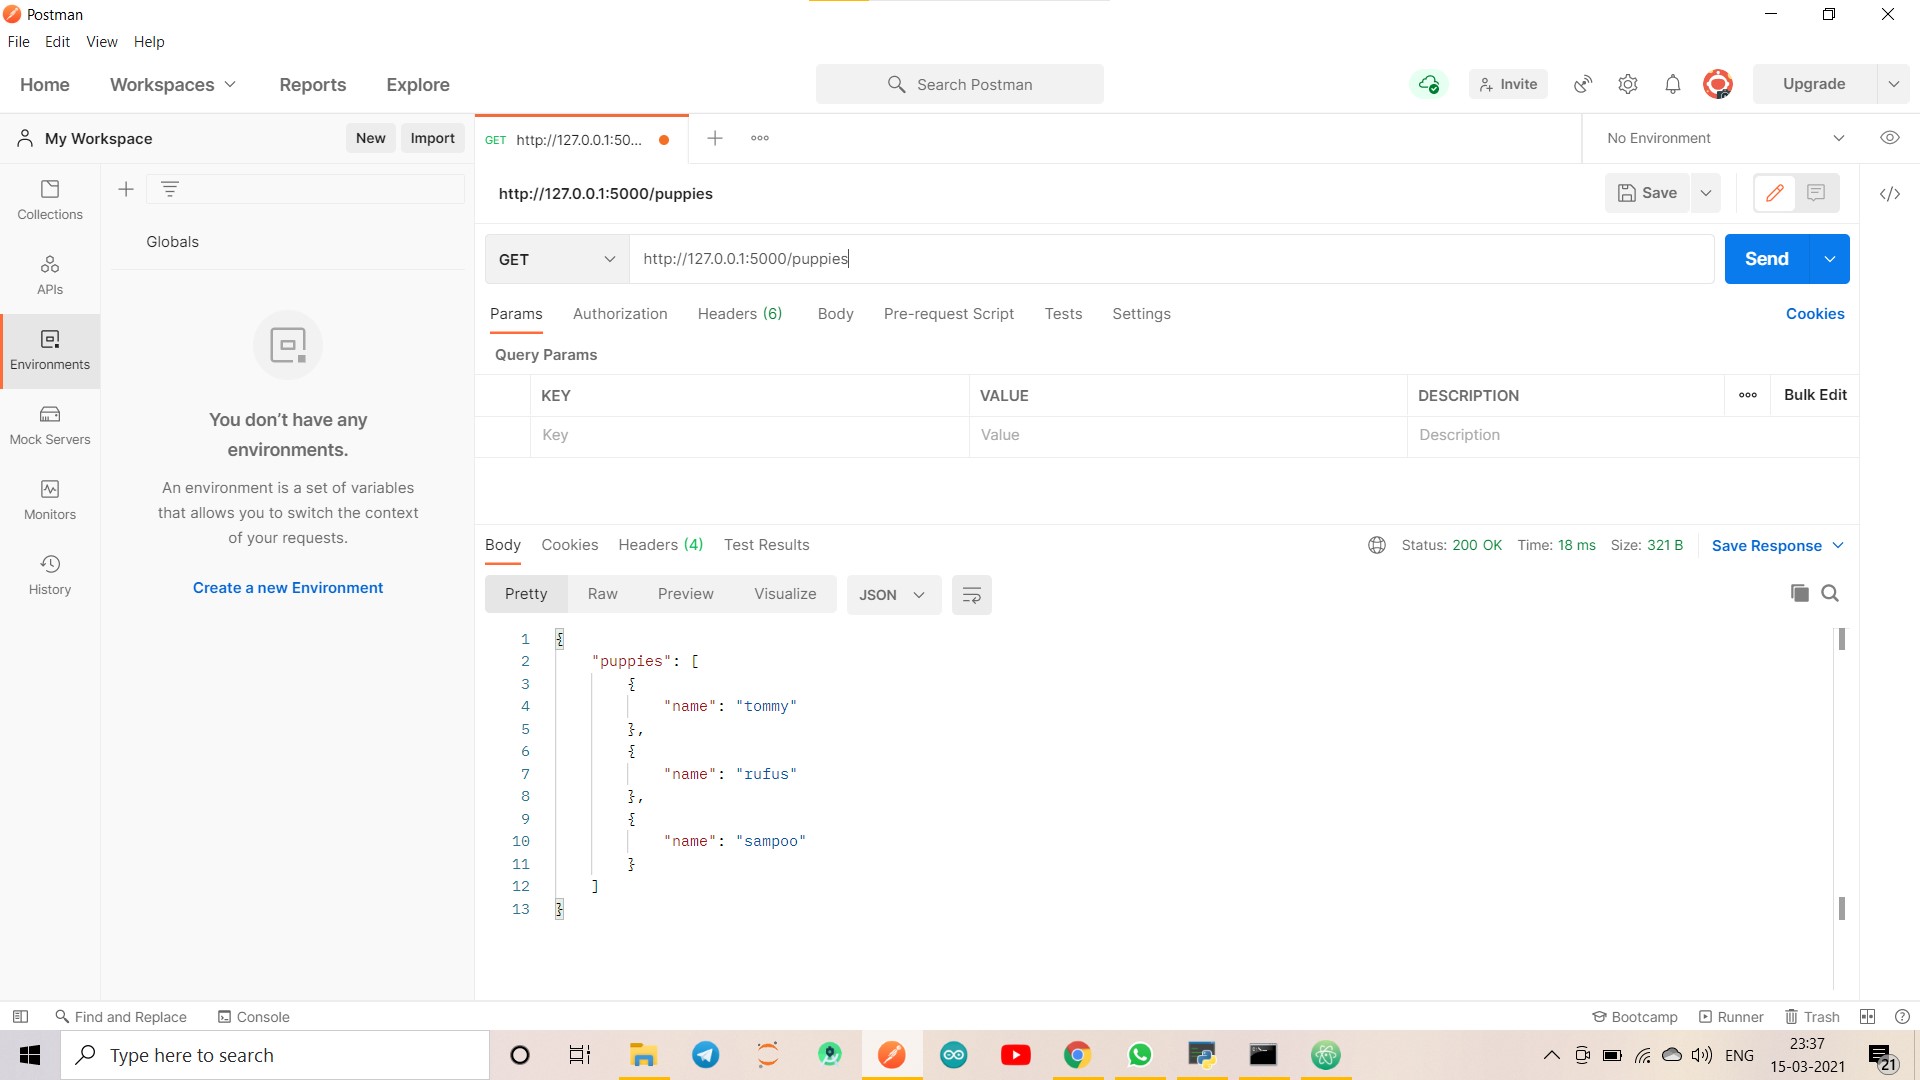 Postman
File Edit View Help
Home Workspaces Reports Explore Search Postman Invite Upgrade
My Workspace New Import GET http://127.0.0.1:50... No Environment
http://127.0.0.1:5000/puppies Save
Collections
Globals
GET http://127.0.0.1:5000/puppies Send
APIs
Params Authorization Headers (6) Body Pre-request Script Tests Settings Cookies
Environments
Query Params
KEY VALUE DESCRIPTION Bulk Edit
Key Value Description
You don't have any
environments.
Mock Servers
An environment is a set of variables
that allows you to switch the context
of your requests.
Monitors
Create a new Environment
History
Body Cookies Headers (4) Test Results Status: 200 OK Time: 18 ms Size: 321 B Save Response
Pretty Raw Preview Visualize JSON
1 {
2 "puppies": [
3 {
4 "name": "tommy"
5 },
6 {
7 "name": "rufus"
8 },
9 {
10 "name": "sampoo"
11 }
12 ]
13 }
Find and Replace Console Bootcamp Runner Trash
Type here to search ENG 23:37
15-03-2021 21